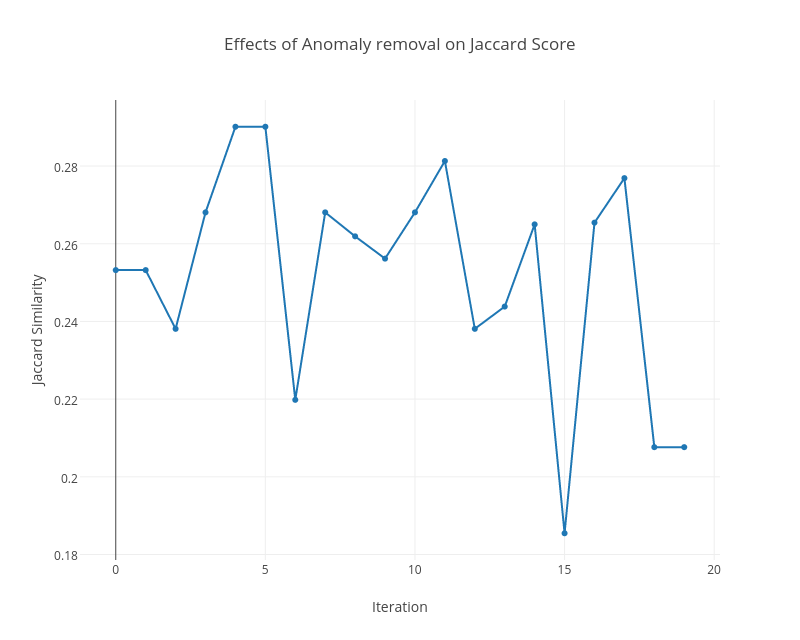 Effects of Anomaly removal on Jaccard Score
Jaccard Similarity
0.28
0.26
0.24
0.22
0.2
0.18
0 5 10 15 20
Iteration